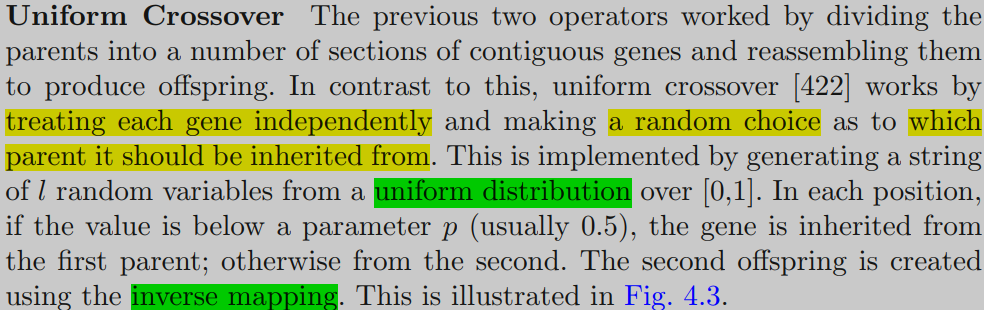 Uniform Crossover The previous two operators worked by dividing the
parents into a number of sections of contiguous genes and reassembling them
to produce offspring. In contrast to this, uniform crossover [422] works by
treating each gene independently and making a random choice as to which
parent it should be inherited from. This is implemented by generating a string
of l random variables from a uniform distribution over [0,1]. In each position,
if the value is below a parameter p (usually 0.5), the gene is inherited from
the first parent; otherwise from the second. The second offspring is created
using the inverse mapping. This is illustrated in Fig. 4.3.